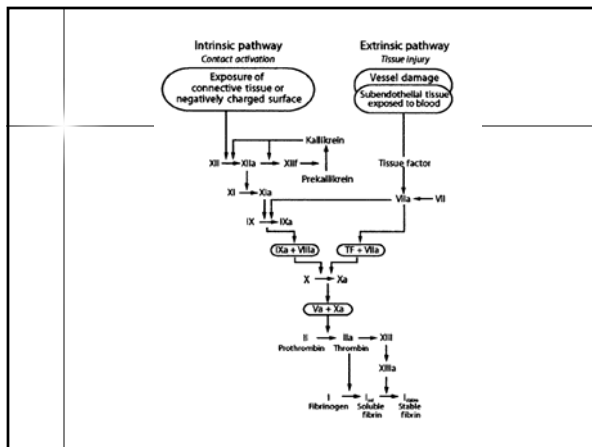 Intrinsic pathway
Contact activation
Exposure of
connective tissue or
negatively charged surface
Extrinsic pathway
Tissue injury
Vessel damage
Subendothelial tissue
exposed to blood
Kallikrein
XII XIIa XIIf
Prekallikrein
Tissue factor
XI XIa
VIIa VII
IX IXa
IXa + VIIIa
TF + VIIa
X Xa
Va + Xa
II IIa XIII
Prothrombin Thrombin
XIIIa
I I I
Fibrinogen Soluble Stable
fibrin fibrin